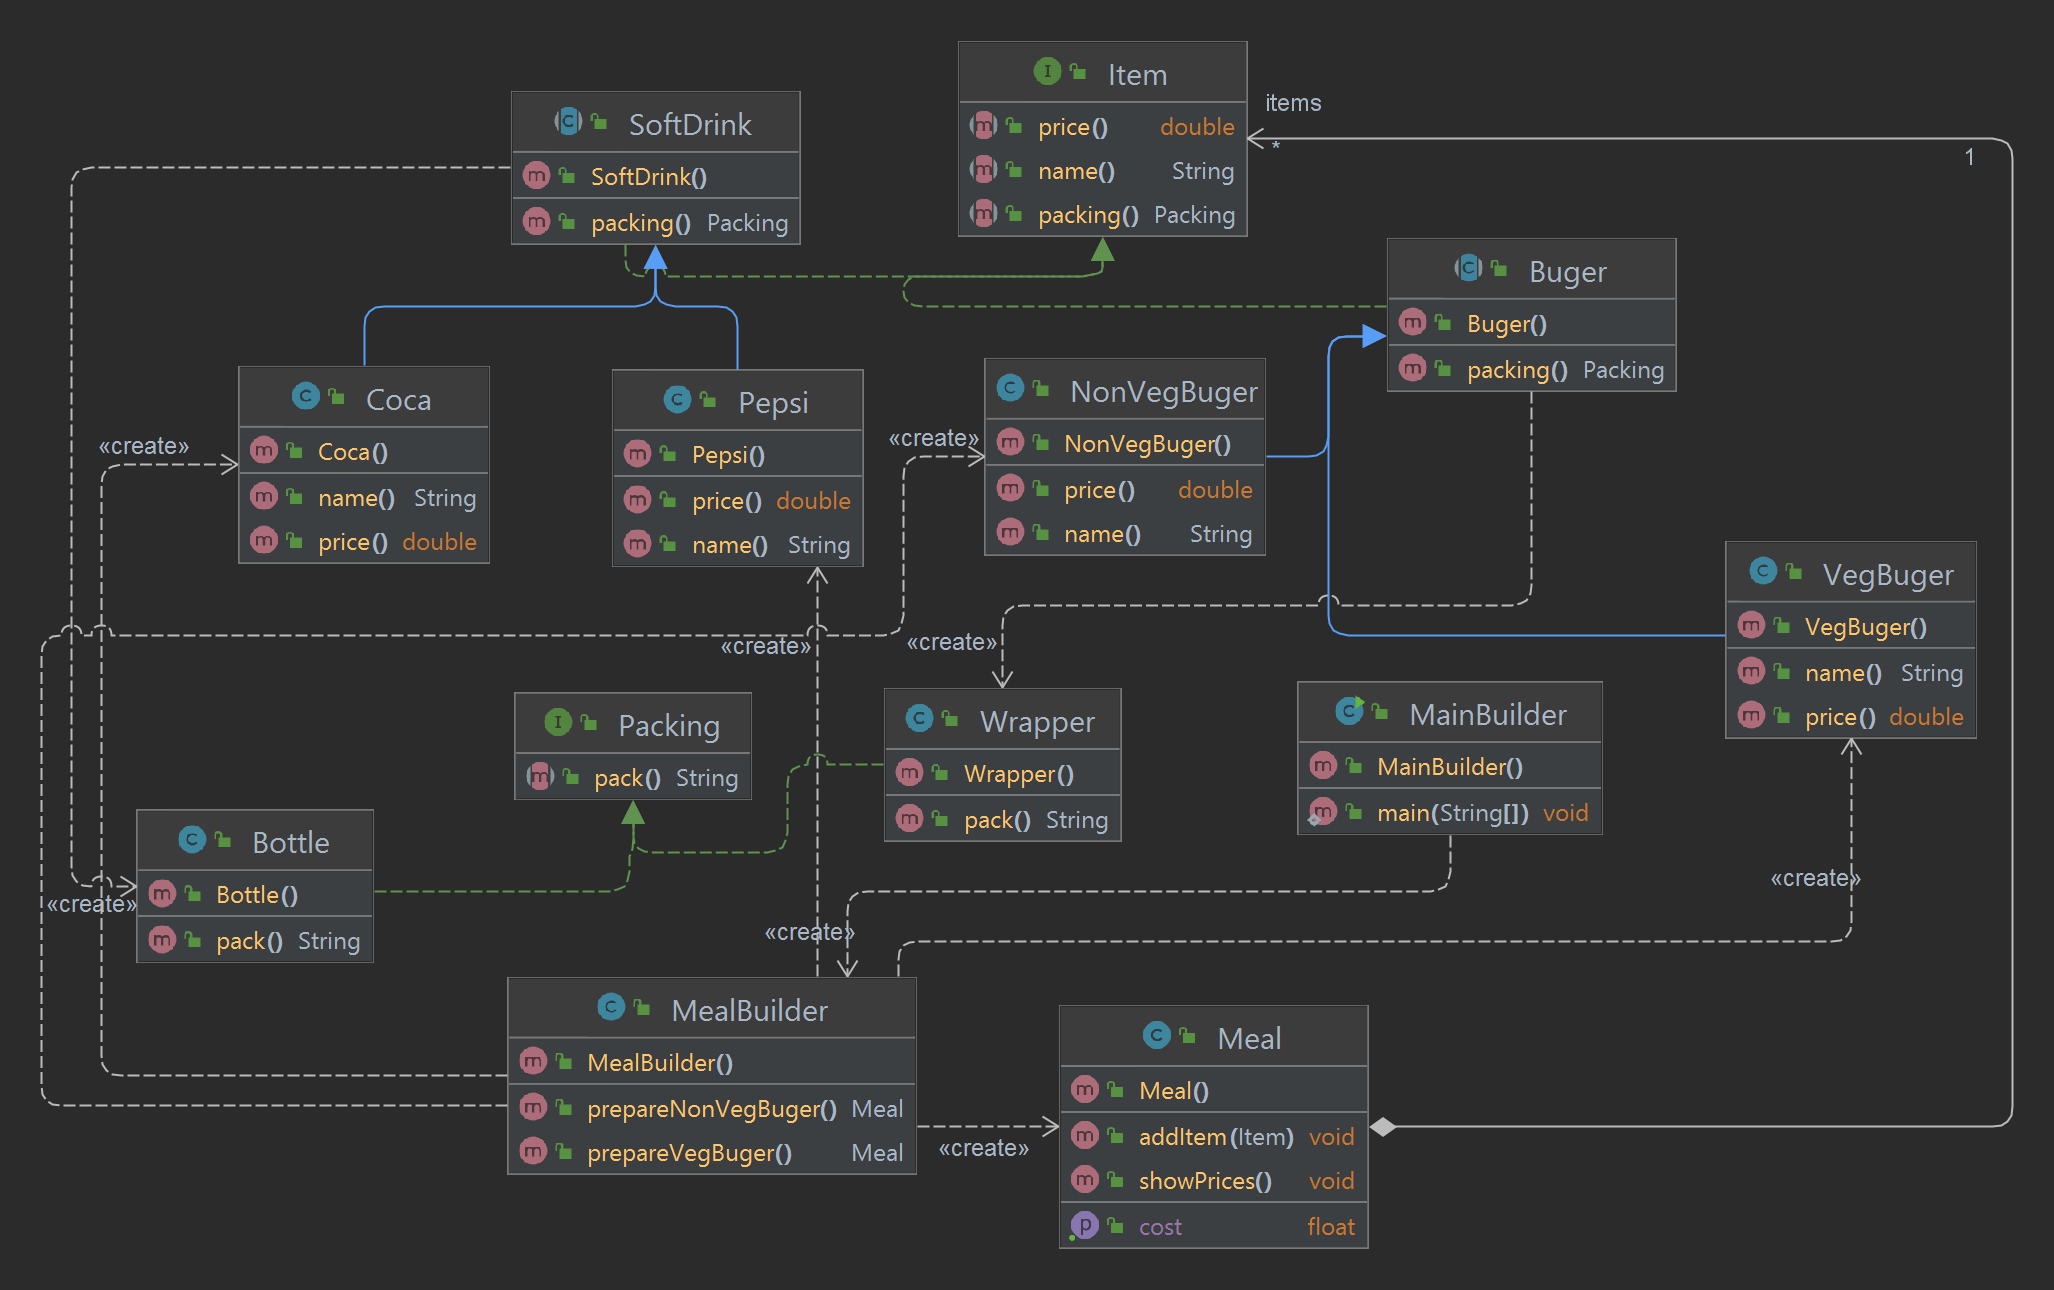 Item
price() double
name() String
packing() Packing
items
*
1
SoftDrink
SoftDrink()
packing() Packing
Buger
Buger()
packing() Packing
Coca
Coca()
name() String
price() double
«create»
Pepsi
Pepsi()
price() double
name() String
«create»
NonVegBuger
NonVegBuger()
price() double
name() String
«create»
VegBuger
VegBuger()
name() String
price() double
«create»
«create»
Packing
pack() String
Wrapper
Wrapper()
pack() String
MainBuilder
MainBuilder()
main(String[]) void
Bottle
Bottle()
pack() String
«create»
«create»
MealBuilder
MealBuilder()
prepareNonVegBuger() Meal
prepareVegBuger() Meal
«create»
Meal
Meal()
addItem(Item) void
showPrices() void
cost float